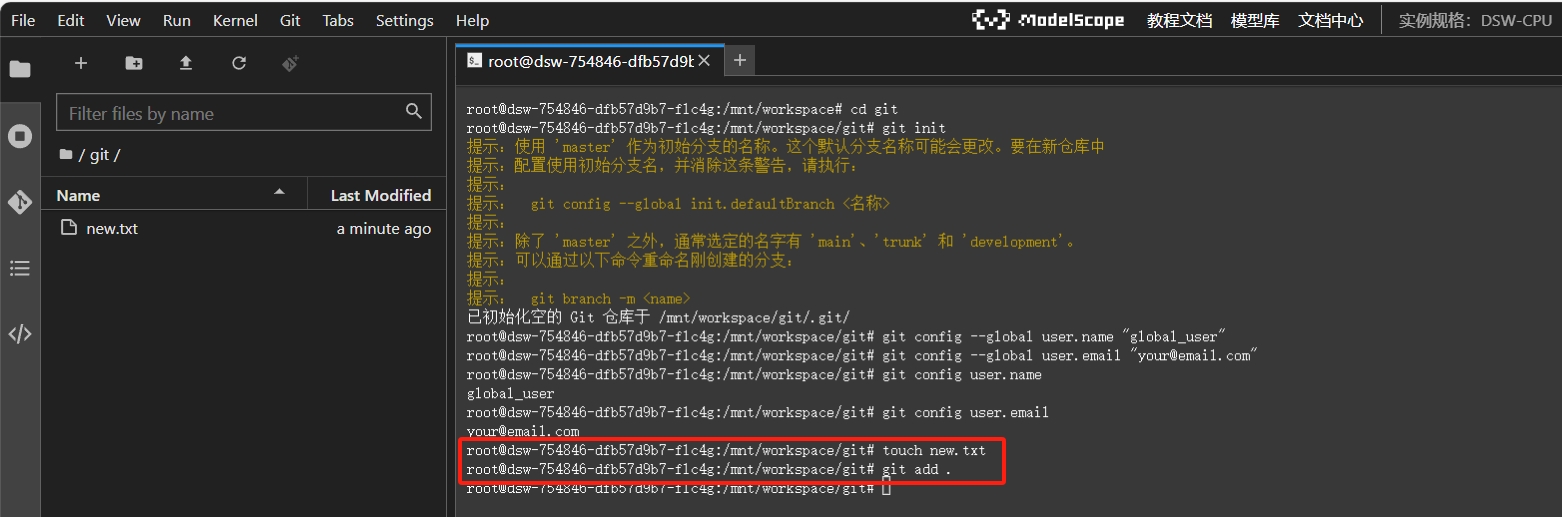 File Edit View Run Kernel Git Tabs Settings Help
ModelScope 教程文档 模型库 文档中心 实例规格: DSW-CPU
root@dsw-754846-dfb57d9b
Filter files by name
/ git /
Name Last Modified
new.txt a minute ago
root@dsw-754846-dfb57d9b7-flc4g:/mnt/workspace# cd git
root@dsw-754846-dfb57d9b7-flc4g:/mnt/workspace/git# git init
提示：使用 'master' 作为初始分支的名称。这个默认分支名称可能会更改。要在新仓库中
提示：配置使用初始分支名，并消除这条警告，请执行：
提示：
提示： git config --global init.defaultBranch <名称>
提示：
提示：除了 'master' 之外，通常选定的名字有 'main'、'trunk' 和 'development'。
提示：可以通过以下命令重命名刚创建的分支：
提示：
提示： git branch -m <name>
已初始化空的 Git 仓库于 /mnt/workspace/git/.git/
root@dsw-754846-dfb57d9b7-flc4g:/mnt/workspace/git# git config --global user.name "global_user"
root@dsw-754846-dfb57d9b7-flc4g:/mnt/workspace/git# git config --global user.email "your@email.com"
root@dsw-754846-dfb57d9b7-flc4g:/mnt/workspace/git# git config user.name
global_user
root@dsw-754846-dfb57d9b7-flc4g:/mnt/workspace/git# git config user.email
your@email.com
root@dsw-754846-dfb57d9b7-flc4g:/mnt/workspace/git# touch new.txt
root@dsw-754846-dfb57d9b7-flc4g:/mnt/workspace/git# git add .
root@dsw-754846-dfb57d9b7-flc4g:/mnt/workspace/git#